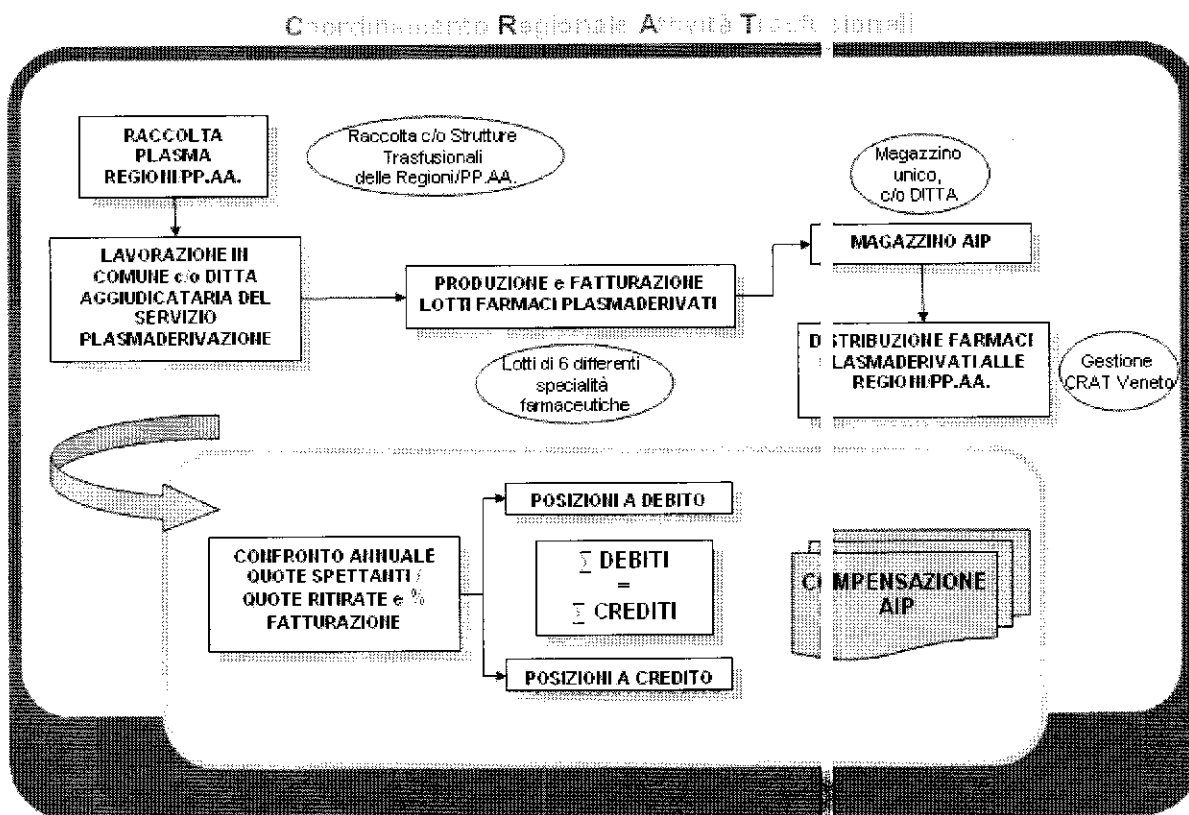 Coordinamento Regionale Attività Trasfusionali
RACCOLTA
PLASMA
REGIONI/PP.AA.
Raccolta c/o Strutture
Trasfusionali
delle Regioni/PP.AA.
Magazzino
unico,
c/o DITTA
LAVORAZIONE IN
COMUNE c/o DITTA
AGGIUDICATARIA DEL
SERVIZIO
PLASMADERIVAZIONE
PRODUZIONE e FATTURAZIONE
LOTTI FARMACI PLASMADERIVATI
MAGAZZINO AIP
Lotti di 6 differenti
specialità
farmaceutiche
DISTRIBUZIONE FARMACI
PLASMADERIVATI ALLE
REGIONI/PP.AA.
Gestione
CRAT Veneto
CONFRONTO ANNUALE
QUOTE SPETTANTI /
QUOTE RITIRATE e %
FATTURAZIONE
POSIZIONI A DEBITO
∑ DEBITI
=
∑ CREDITI
POSIZIONI A CREDITO
COMPENSAZIONE
AIP